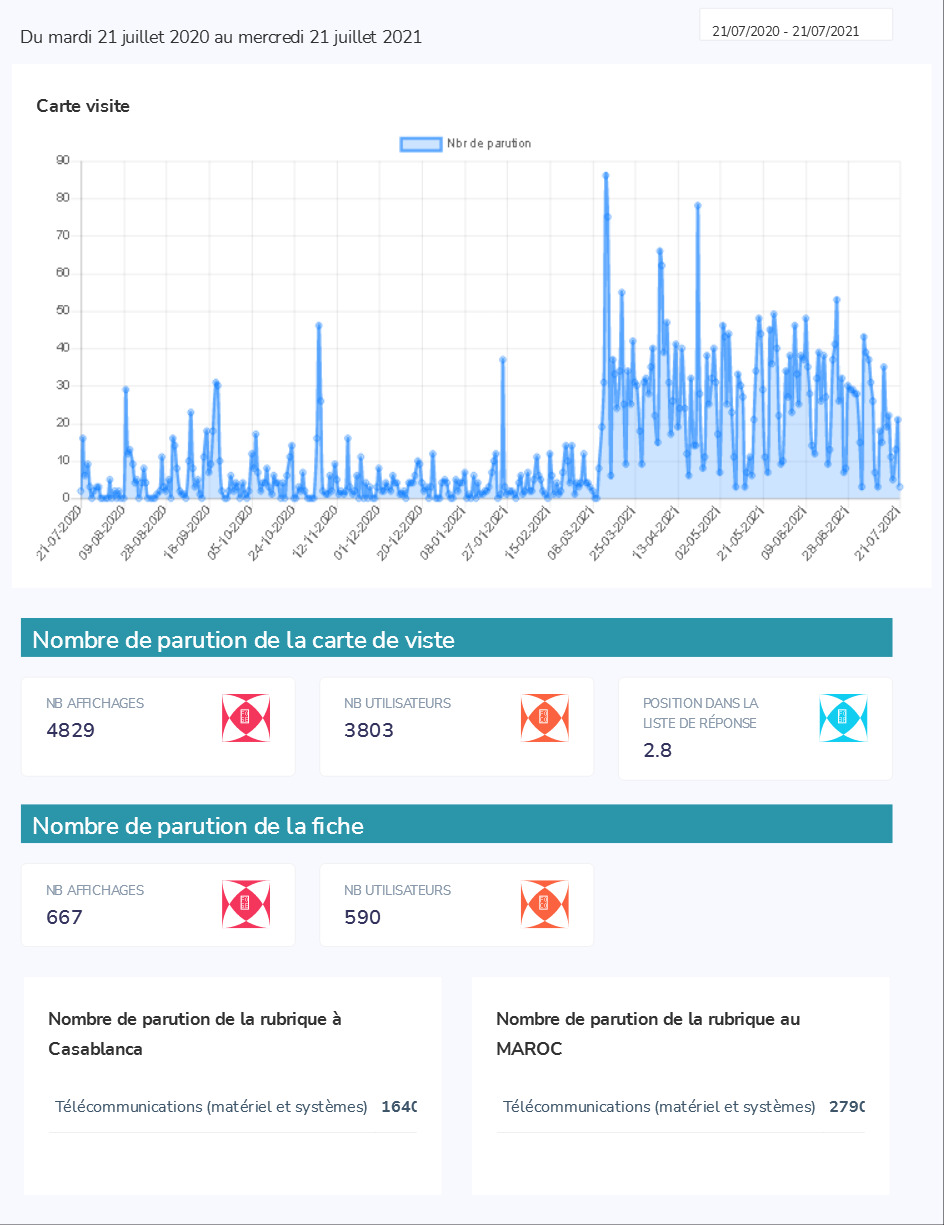 Du mardi 21 juillet 2020 au mercredi 21 juillet 2021
21/07/2020 - 21/07/2021
Carte visite
Nbr de parution
90
80
70
60
50
40
30
20
10
0
21-07-2020
09-08-2020
28-08-2020
18-09-2020
05-10-2020
24-10-2020
12-11-2020
01-12-2020
20-12-2020
08-01-2021
27-01-2021
15-02-2021
08-03-2021
25-03-2021
13-04-2021
02-05-2021
21-05-2021
09-08-2021
28-08-2021
21-07-2021
Nombre de parution de la carte de viste
NB AFFICHAGES
4829
NB UTILISATEURS
3803
POSITION DANS LA
LISTE DE RÉPONSE
2.8
Nombre de parution de la fiche
NB AFFICHAGES
667
NB UTILISATEURS
590
Nombre de parution de la rubrique à
Casablanca
Télécommunications (matériel et systèmes) 1640
Nombre de parution de la rubrique au
MAROC
Télécommunications (matériel et systèmes) 2790